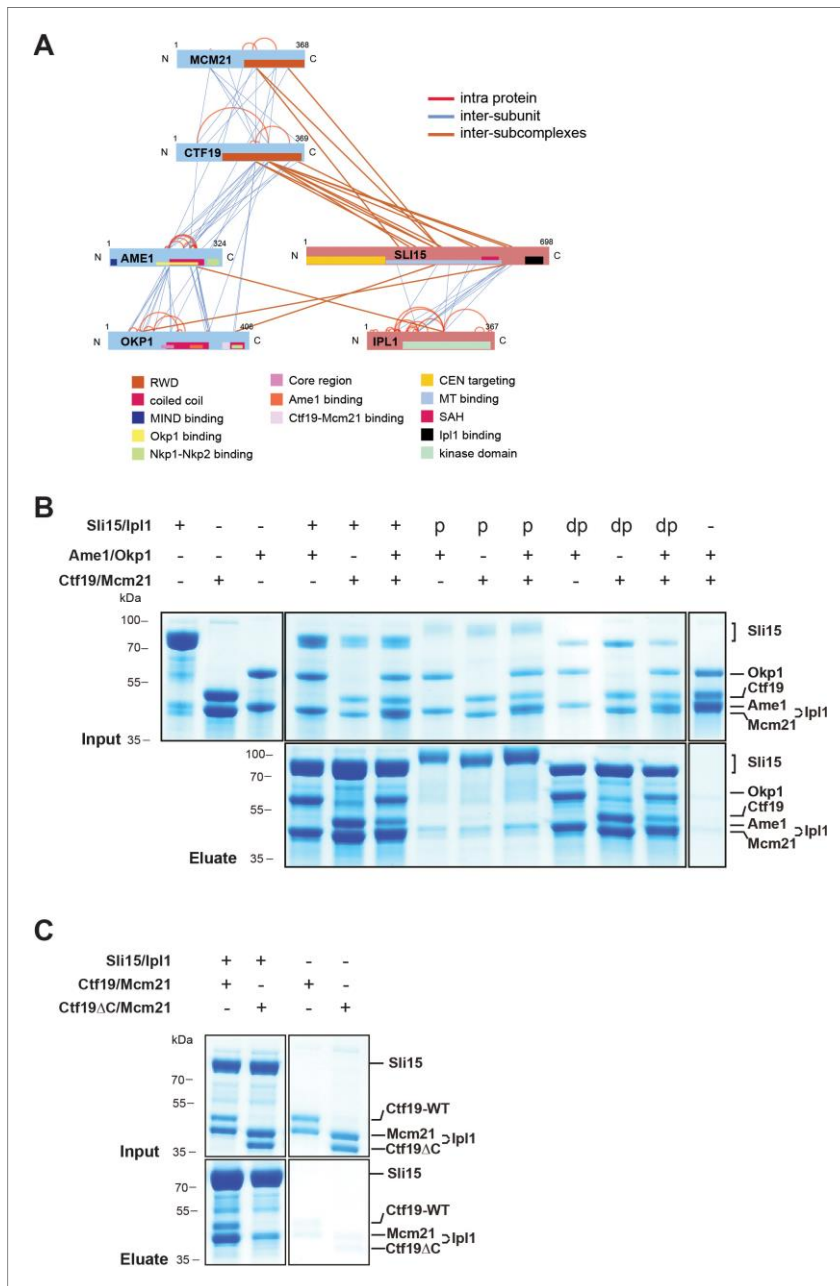 A
1 368
N MCM21 C
intra protein
inter-subunit
inter-subcomplexes
1 369
N CTF19 C
1 324
N AME1 C
1 698
N SLI15 C
1 406
N OKP1 C
1 367
N IPL1 C
RWD
coiled coil
MIND binding
Okp1 binding
Nkp1-Nkp2 binding
Core region
Ame1 binding
Ctf19-Mcm21 binding
CEN targeting
MT binding
SAH
Ipl1 binding
kinase domain
B
Sli15/Ipl1 + - - + + + p p p dp dp dp -
Ame1/Okp1 - - + + - + + - + + - + +
Ctf19/Mcm21 - + - - + + - + + - + + +
kDa
100
70
55
35
Input
Sli15
Okp1
Ctf19
Ame1
Mcm21
Ipl1
100
70
55
35
Eluate
Sli15
Okp1
Ctf19
Ame1
Mcm21
Ipl1
C
Sli15/Ipl1 + + - -
Ctf19/Mcm21 + - + -
Ctf19ΔC/Mcm21 - + - +
kDa
70
55
35
Input
Sli15
Ctf19-WT
Mcm21
Ctf19ΔC
Ipl1
70
55
35
Eluate
Sli15
Ctf19-WT
Mcm21
Ctf19ΔC
Ipl1